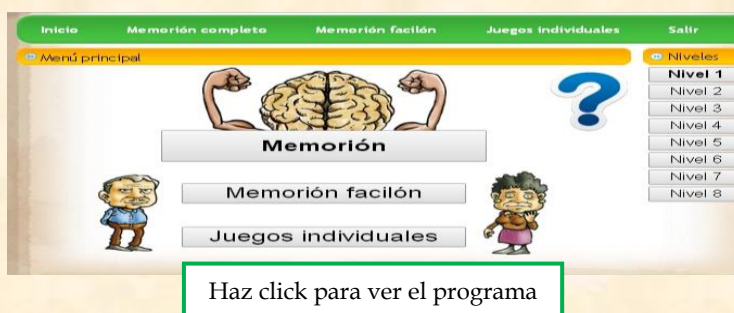 Inicio Memorión completo Memorión facilón Juegos individuales Salir
Menú principal
Niveles
Nivel 1
Nivel 2
Nivel 3
Nivel 4
Nivel 5
Nivel 6
Nivel 7
Nivel 8
Memorión
Memorión facilón
Juegos individuales
Haz click para ver el programa